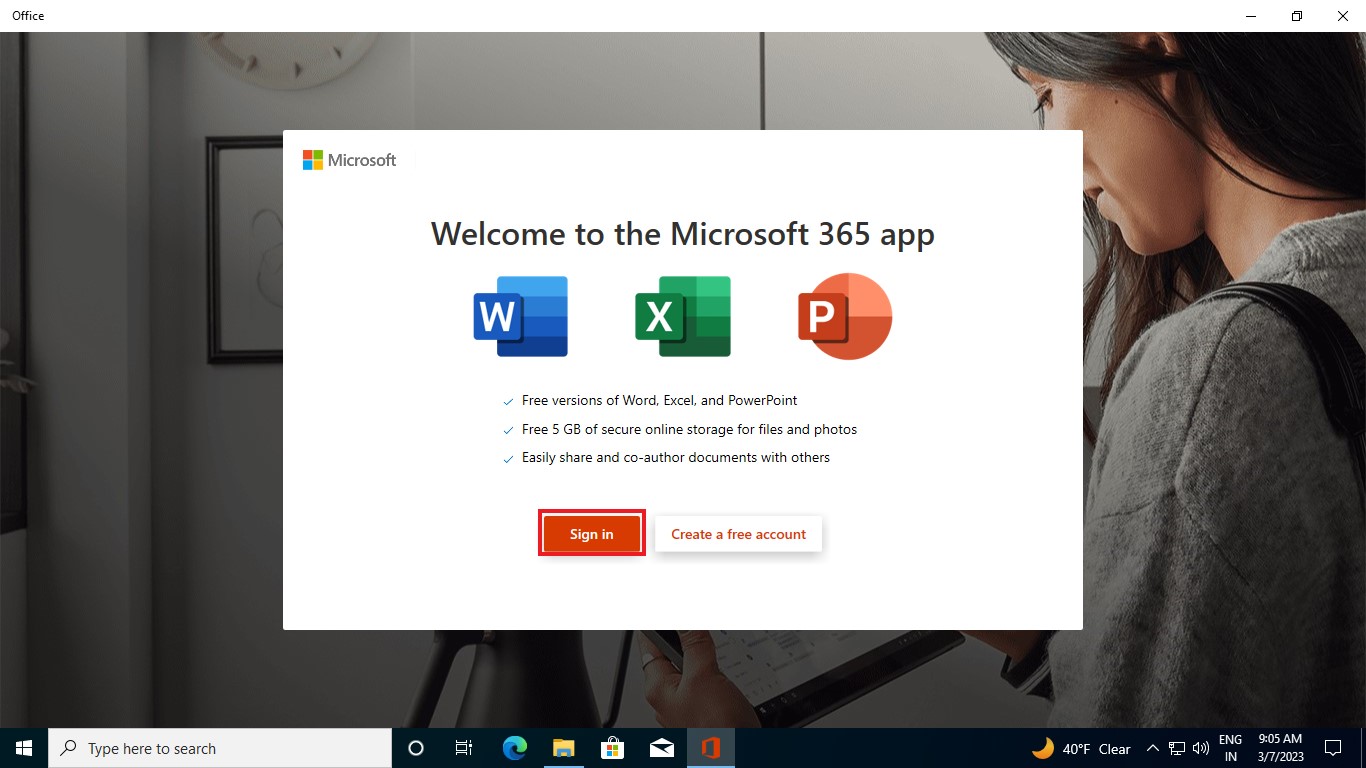 Office
Microsoft
Welcome to the Microsoft 365 app
W
X
P
Free versions of Word, Excel, and PowerPoint
Free 5 GB of secure online storage for files and photos
Easily share and co-author documents with others
Sign in
Create a free account
Type here to search
40°F Clear
ENG
IN
9:05 AM
3/7/2023